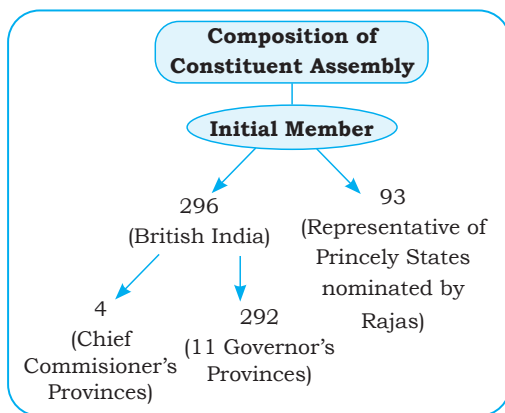 Composition of
Constituent Assembly
Initial Member
296
(British India)
93
(Representative of
Princely States
nominated by
Rajas)
4
(Chief
Commisioner's
Provinces)
292
(11 Governor's
Provinces)